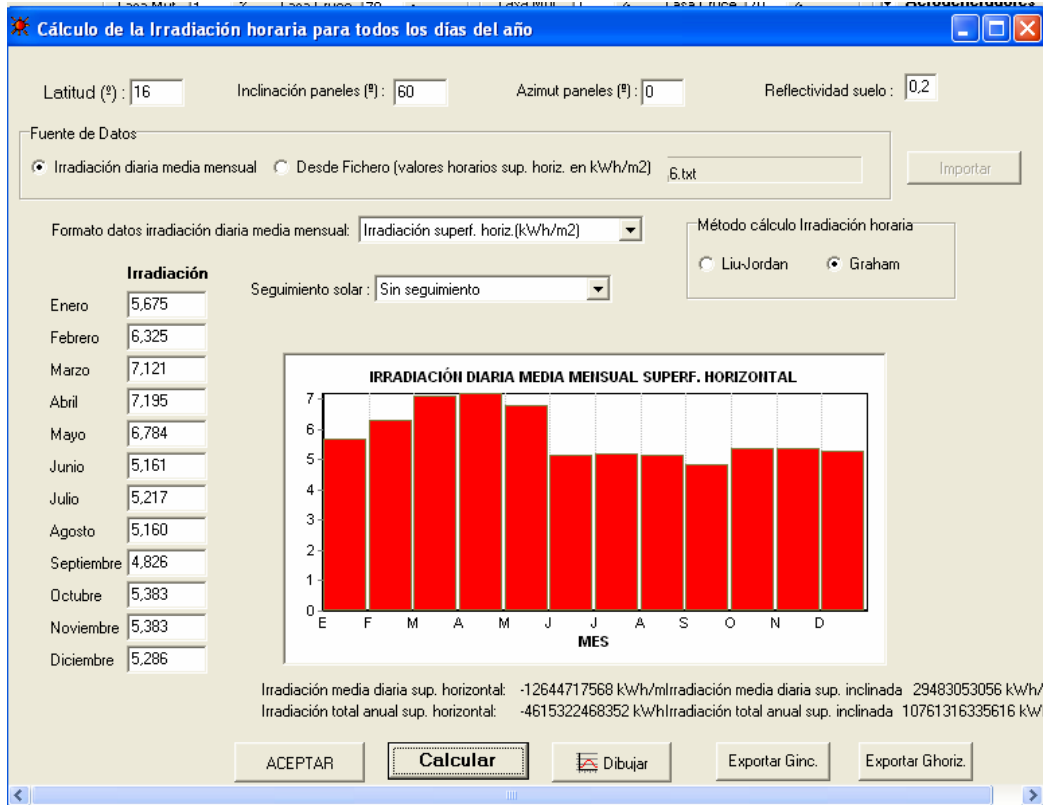 Cálculo de la Irradiación horaria para todos los días del año
Latitud (º) : 16 Inclinación paneles (º) : 60 Azimut paneles (º) : 0 Reflectividad suelo : 0,2
Fuente de Datos
Irradiación diaria media mensual Desde Fichero (valores horarios sup. horiz. en kWh/m2) 6.txt Importar
Formato datos irradiación diaria media mensual: Irradiación superf. horiz.(kWh/m2) Método cálculo Irradiación horaria
Liu-Jordan Graham
Irradiación
Seguimiento solar : Sin seguimiento
Enero 5,675
Febrero 6,325
Marzo 7,121
Abril 7,195
Mayo 6,784
Junio 5,161
Julio 5,217
Agosto 5,160
Septiembre 4,826
Octubre 5,383
Noviembre 5,383
Diciembre 5,286
IRRADIACIÓN DIARIA MEDIA MENSUAL SUPERF. HORIZONTAL
7
6
5
4
3
2
1
0
E F M A M J J A S O N D
MES
Irradiación media diaria sup. horizontal: -12644717568 kWh/mIrradiación media diaria sup. inclinada 29483053056 kWh/
Irradiación total anual sup. horizontal: -4615322468352 kWhIrradiación total anual sup. inclinada 10761316335616 kW
ACEPTAR Calcular Dibujar Exportar Ginc. Exportar Ghoriz.